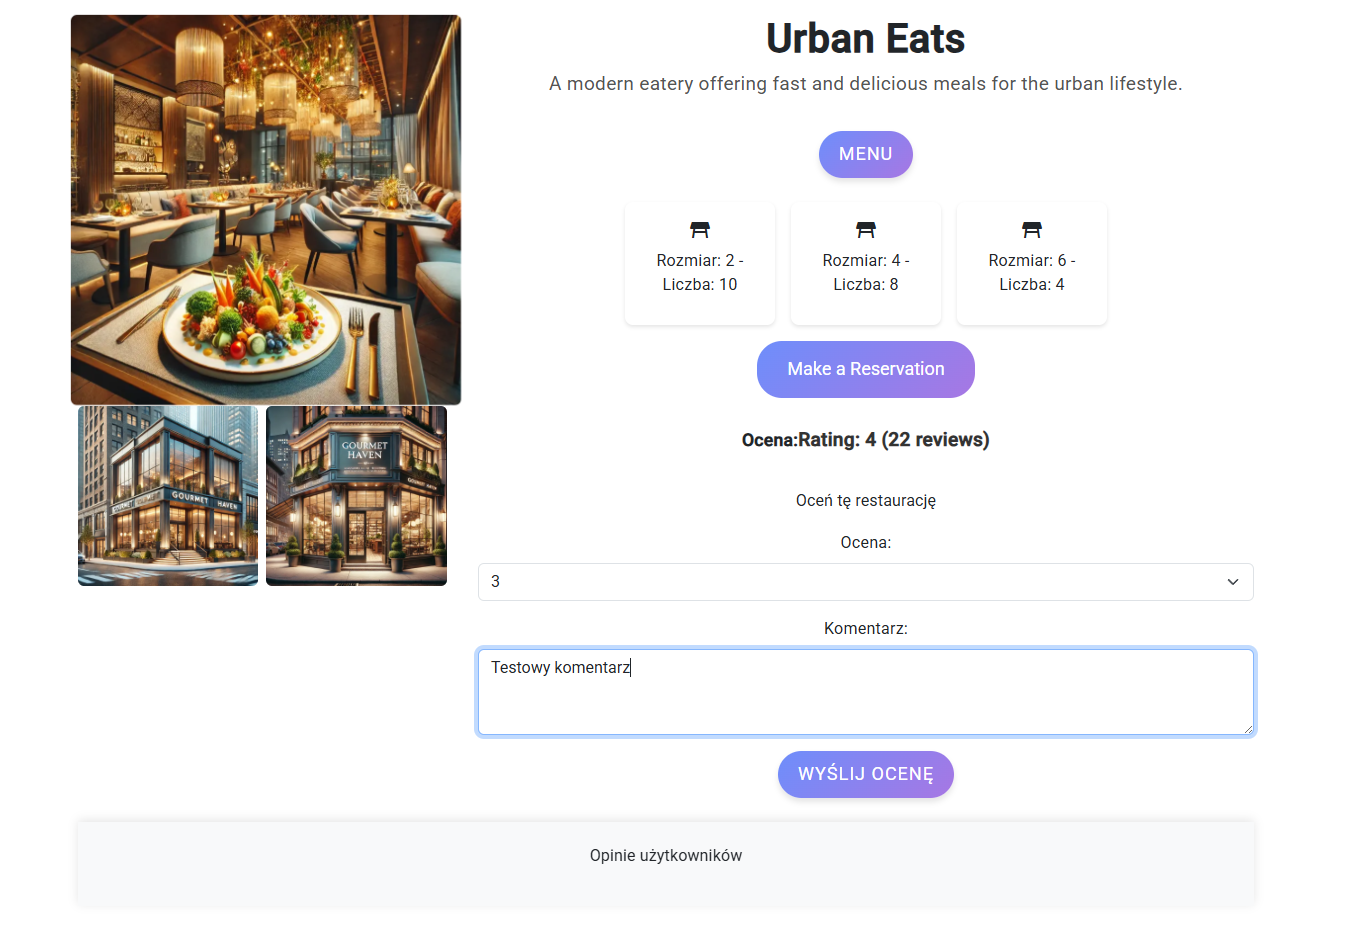 Urban Eats
A modern eatery offering fast and delicious meals for the urban lifestyle.
MENU
Rozmiar: 2 -
Liczba: 10
Rozmiar: 4 -
Liczba: 8
Rozmiar: 6 -
Liczba: 4
Make a Reservation
Ocena:Rating: 4 (22 reviews)
GOURMET HAVEN
GOURMET
HAVEN
Oceń tę restaurację
Ocena:
3
Komentarz:
Testowy komentarz
WYŚLIJ OCENĘ
Opinie użytkowników